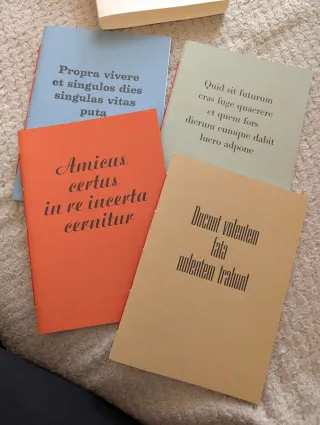 Propra vivere
et singulos dies
singulas vitas
puta
Quid sit futurum
cras fuge quaerere
et quem fors
dierum cumque dabit
lucro adpone
Amicus
certus
in re incerta
cernitur
Ducunt volentem
fata
nolentem trahunt